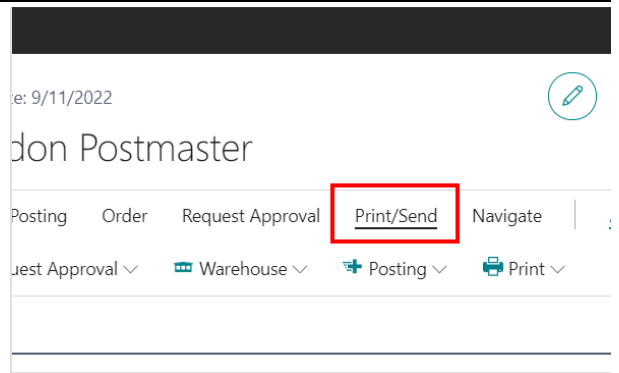 te: 9/11/2022
don Postmaster
Posting Order Request Approval Print/Send Navigate
uest Approval Warehouse Posting Print